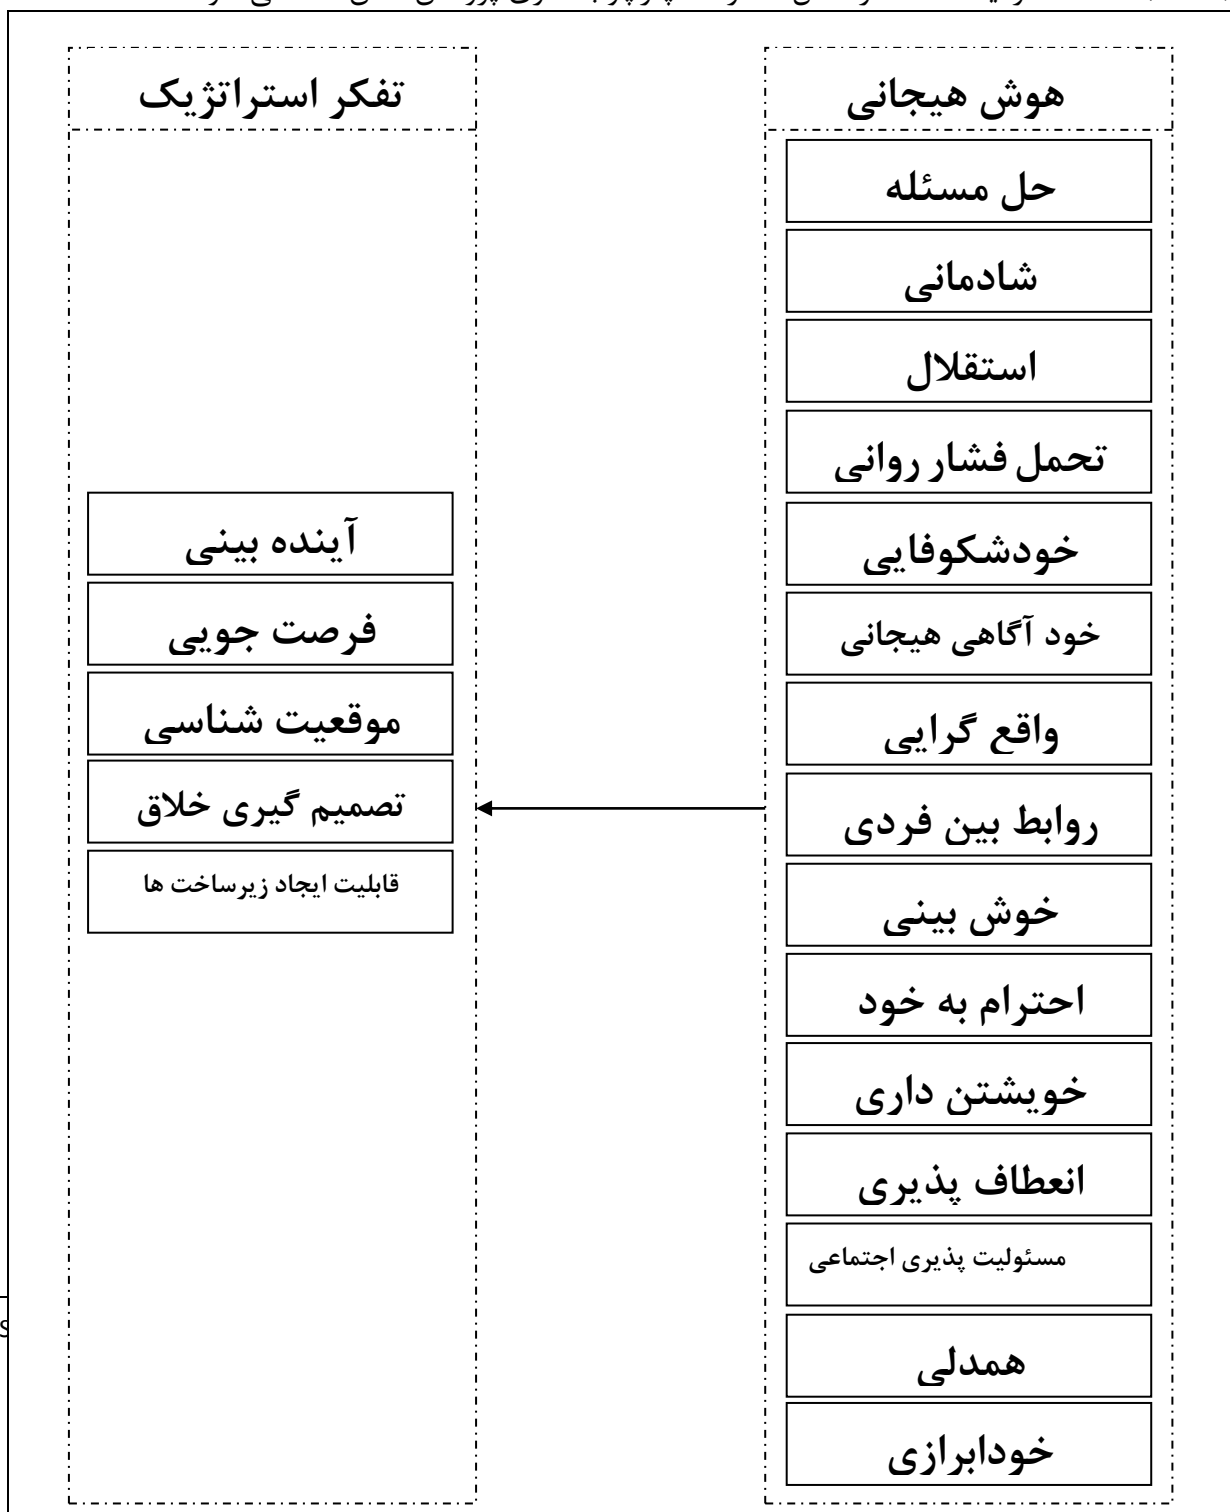 هوش هیجانی
حل مسئله
شادمانی
استقلال
تحمل فشار روانی
خودشکوفایی
خود آگاهی هیجانی
واقع گرایی
روابط بین فردی
خوش بینی
احترام به خود
خویشتن داری
انعطاف پذیری
مسئولیت پذیری اجتماعی
همدلی
خودابرازی
تفکر استراتژیک
آینده بینی
فرصت جویی
موقعیت شناسی
تصمیم گیری خلاق
قابلیت ایجاد زیرساخت ها